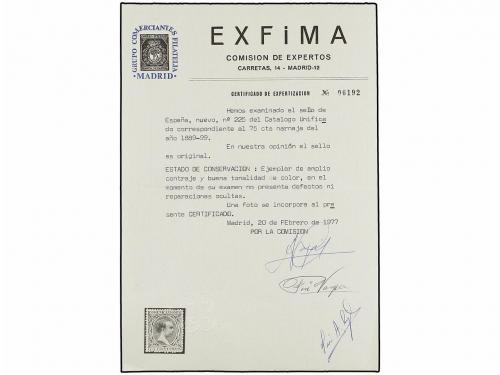 GRUPO COMERCIANTES FILATELIA
-MADRID-
EXFiMA
COMISION DE EXPERTOS
CARRETAS, 14 - MADRID-12
CERTIFICADO DE EXPERTIZACION № 06192
Hemos examinado el sello de
España, nuevo, nº 225 del Catalogo Unifica
do correspondiente al 75 cts narnaja del
año 1889-99.
En nuestra opinión el sello
es original.
ESTADO DE CONSERVACION : Ejemplar de amplio
contraje y buena tonalidad de color, en el
momento de su examen no presenta defectos ni
reparaciones ocultas.
Una foto se incorpora al pre
sente CERTIFICADO.
Madrid, 20 de FEbrero de 1977
POR LA COMISION